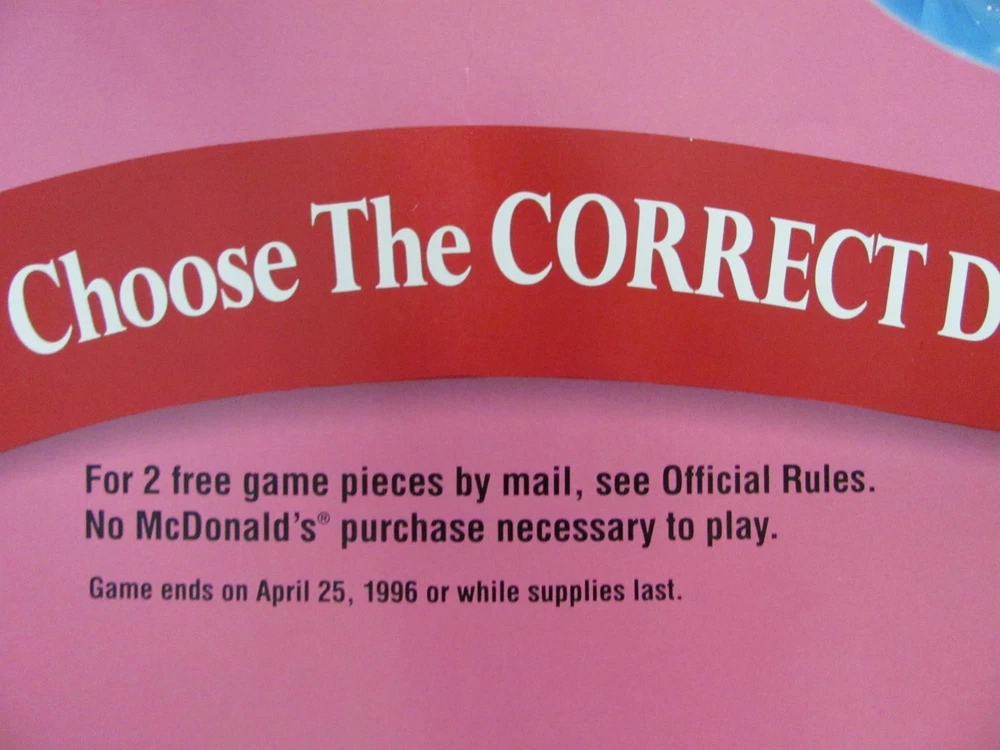 Choose The CORRECT D
For 2 free game pieces by mail, see Official Rules.
No McDonald's® purchase necessary to play.
Game ends on April 25, 1996 or while supplies last.